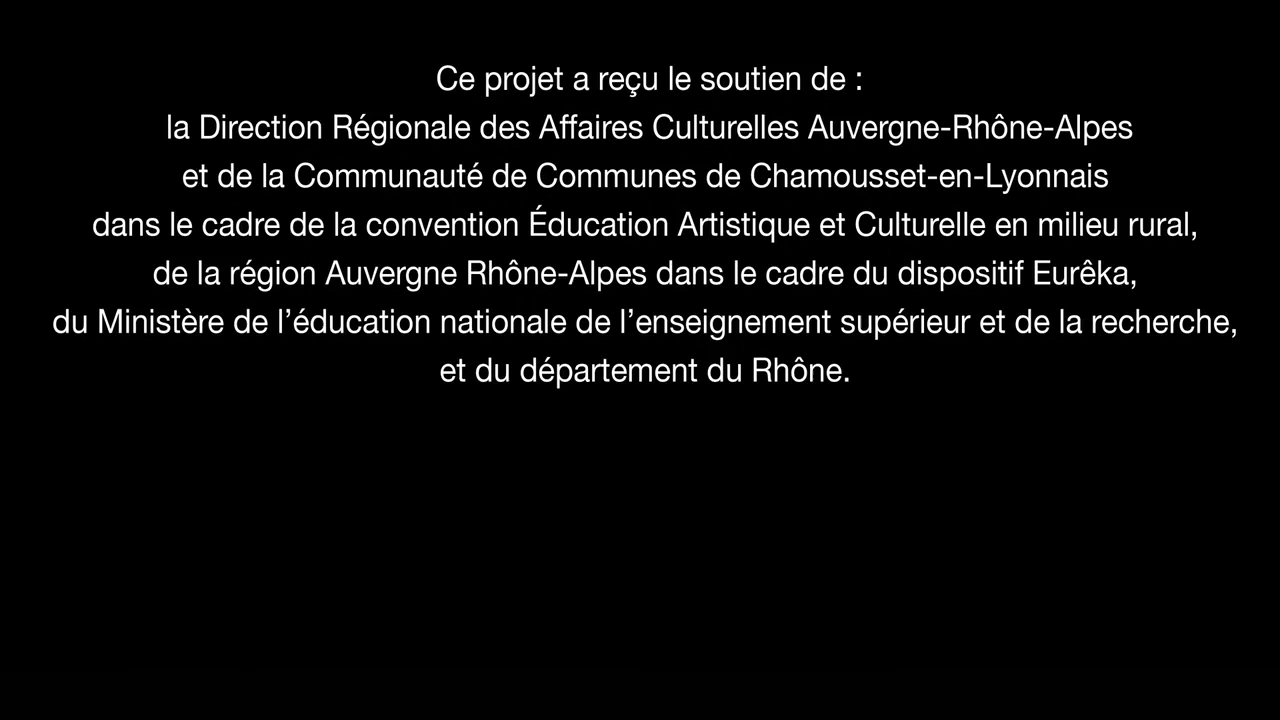 Ce projet a reçu le soutien de :
la Direction Régionale des Affaires Culturelles Auvergne-Rhône-Alpes
et de la Communauté de Communes de Chamousset-en-Lyonnais
dans le cadre de la convention Éducation Artistique et Culturelle en milieu rural,
de la région Auvergne Rhône-Alpes dans le cadre du dispositif Eurêka,
du Ministère de l’éducation nationale de l’enseignement supérieur et de la recherche,
et du département du Rhône.